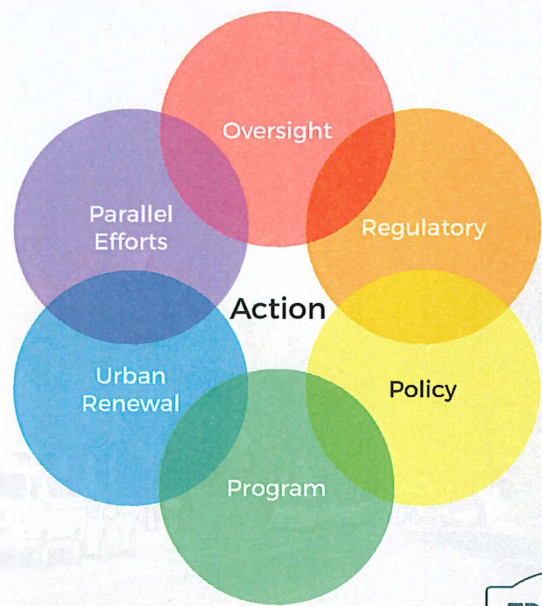 Oversight
Parallel
Efforts
Regulatory
Action
Urban
Renewal
Policy
Program